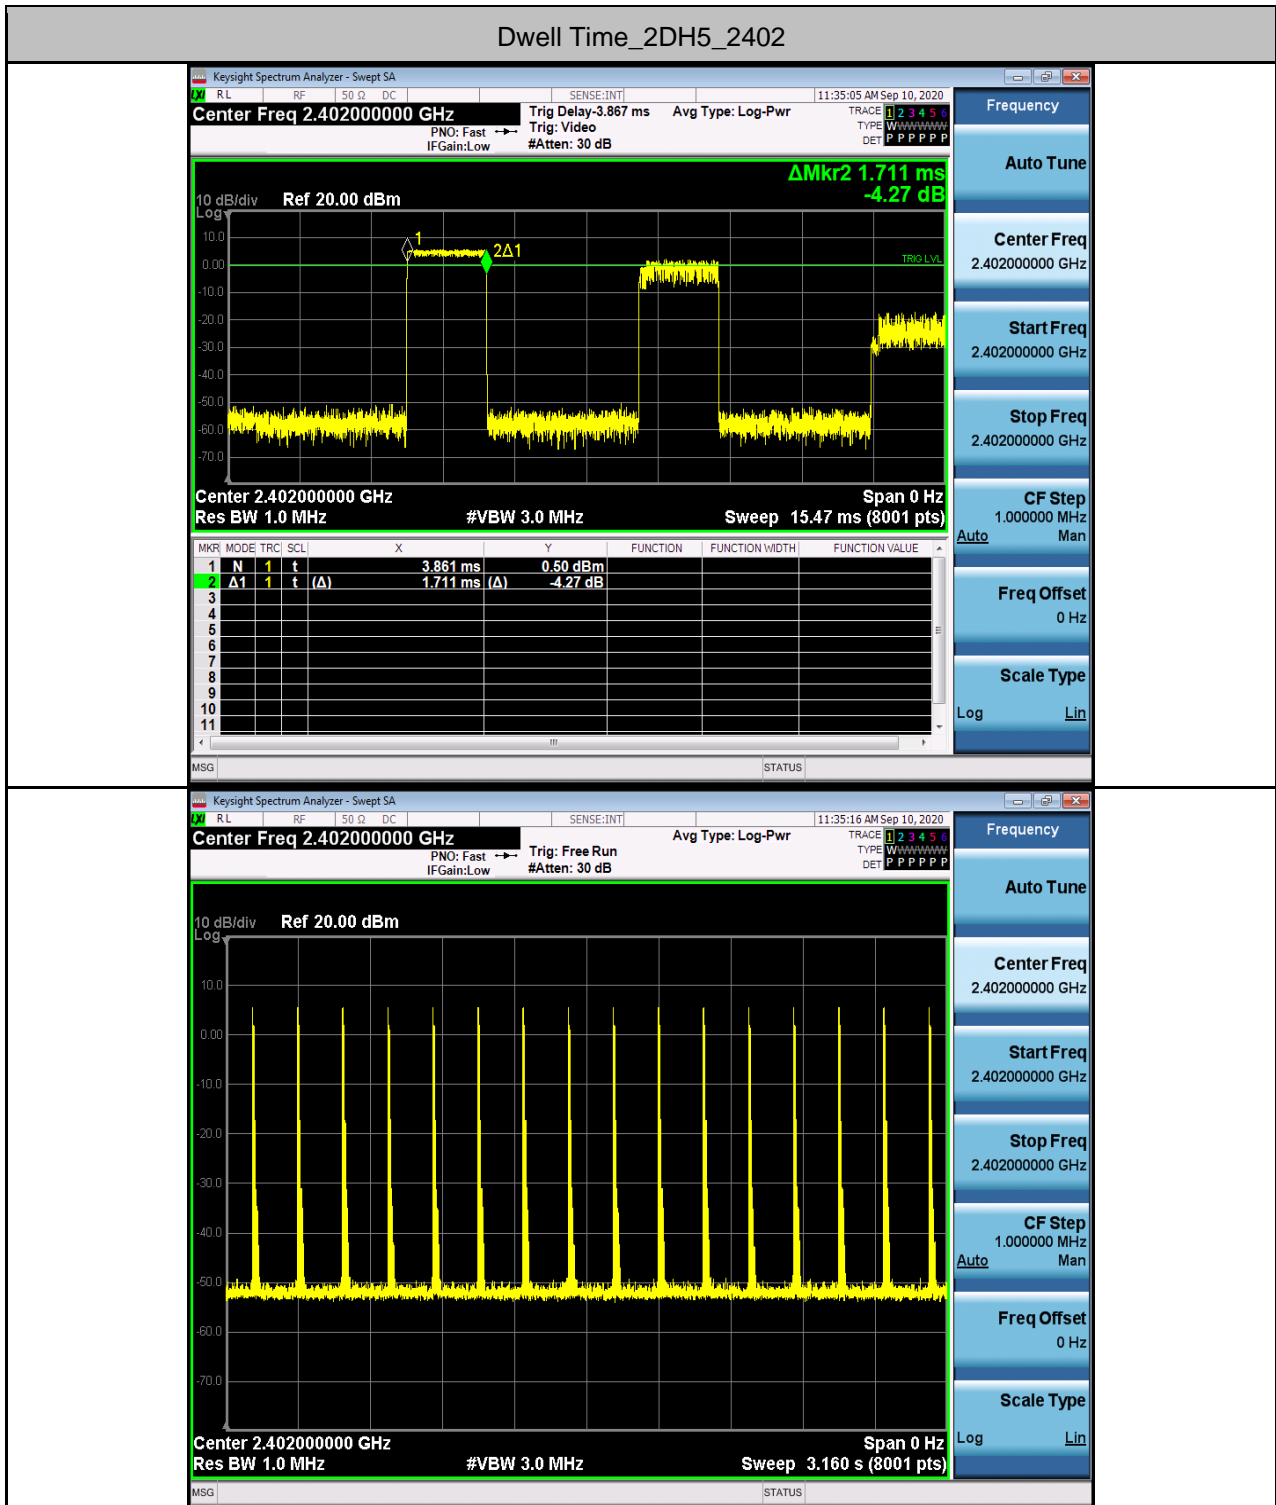 Dwell Time_2DH5_2402
Keysight Spectrum Analyzer - Swept SA
LXI RL RF 50 Ω DC SENSE:INT 11:35:05 AM Sep 10, 2020
Center Freq 2.402000000 GHz
PNO: Fast
IFGain:Low
Trig Delay-3.867 ms
Trig: Video
#Atten: 30 dB
Avg Type: Log-Pwr
TRACE 1 2 3 4 5 6
TYPE WWWWWW
DET P P P P P P
ΔMkr2 1.711 ms
-4.27 dB
10 dB/div Ref 20.00 dBm
Log
10.0
0.00
-10.0
-20.0
-30.0
-40.0
-50.0
-60.0
-70.0
1
2Δ1
TRIG LVL
Center 2.402000000 GHz Span 0 Hz
Res BW 1.0 MHz #VBW 3.0 MHz Sweep 15.47 ms (8001 pts)
MKR MODE TRC SCL X Y FUNCTION FUNCTION WIDTH FUNCTION VALUE
1 N 1 t 3.861 ms 0.50 dBm
2 Δ1 1 t (Δ) 1.711 ms (Δ) -4.27 dB
3
4
5
6
7
8
9
10
11
MSG STATUS
Frequency
Auto Tune
Center Freq
2.402000000 GHz
Start Freq
2.402000000 GHz
Stop Freq
2.402000000 GHz
CF Step
1.000000 MHz
Auto Man
Freq Offset
0 Hz
Scale Type
Log Lin
Keysight Spectrum Analyzer - Swept SA
LXI RL RF 50 Ω DC SENSE:INT 11:35:16 AM Sep 10, 2020
Center Freq 2.402000000 GHz
PNO: Fast
IFGain:Low
Trig: Free Run
#Atten: 30 dB
Avg Type: Log-Pwr
TRACE 1 2 3 4 5 6
TYPE WWWWWW
DET P P P P P P
10 dB/div Ref 20.00 dBm
Log
10.0
0.00
-10.0
-20.0
-30.0
-40.0
-50.0
-60.0
-70.0
Center 2.402000000 GHz Span 0 Hz
Res BW 1.0 MHz #VBW 3.0 MHz Sweep 3.160 s (8001 pts)
MSG STATUS
Frequency
Auto Tune
Center Freq
2.402000000 GHz
Start Freq
2.402000000 GHz
Stop Freq
2.402000000 GHz
CF Step
1.000000 MHz
Auto Man
Freq Offset
0 Hz
Scale Type
Log Lin